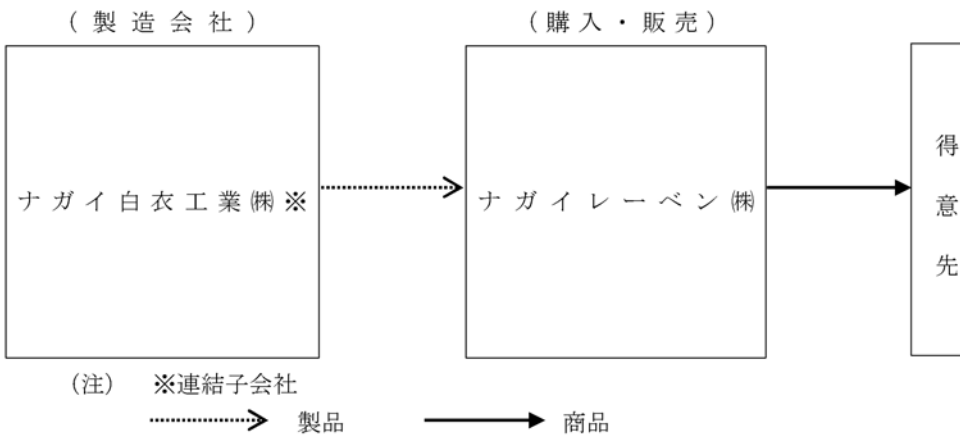 (製造会社)
(購入・販売)
ナガイ白衣工業㈱※
ナガイレーベン㈱
得
意
先
(注) ※連結子会社
製品
商品